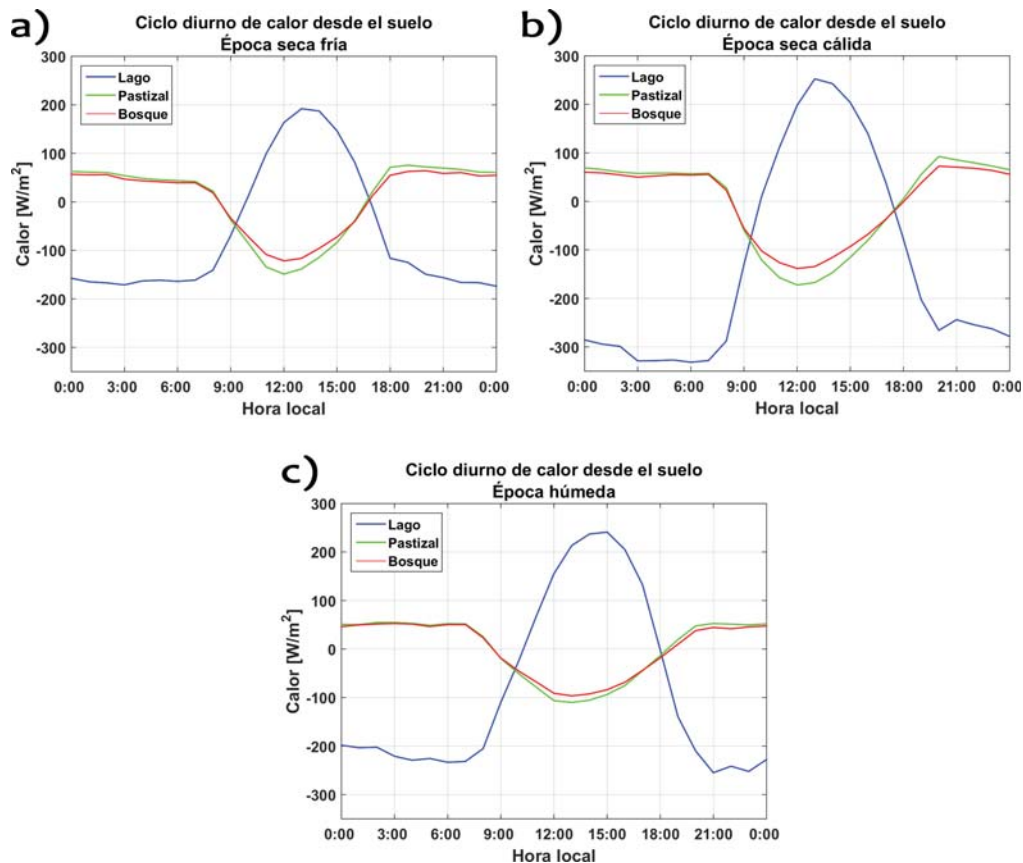 a)
Ciclo diurno de calor desde el suelo
Época seca fría
300
200
100
0
-100
-200
-300
Calor [W/m²]
Lago
Pastizal
Bosque
0:00 3:00 6:00 9:00 12:00 15:00 18:00 21:00 0:00
Hora local
b)
Ciclo diurno de calor desde el suelo
Época seca cálida
300
200
100
0
-100
-200
-300
Calor [W/m²]
Lago
Pastizal
Bosque
0:00 3:00 6:00 9:00 12:00 15:00 18:00 21:00 0:00
Hora local
c)
Ciclo diurno de calor desde el suelo
Época húmeda
300
200
100
0
-100
-200
-300
Calor [W/m²]
Lago
Pastizal
Bosque
0:00 3:00 6:00 9:00 12:00 15:00 18:00 21:00 0:00
Hora local